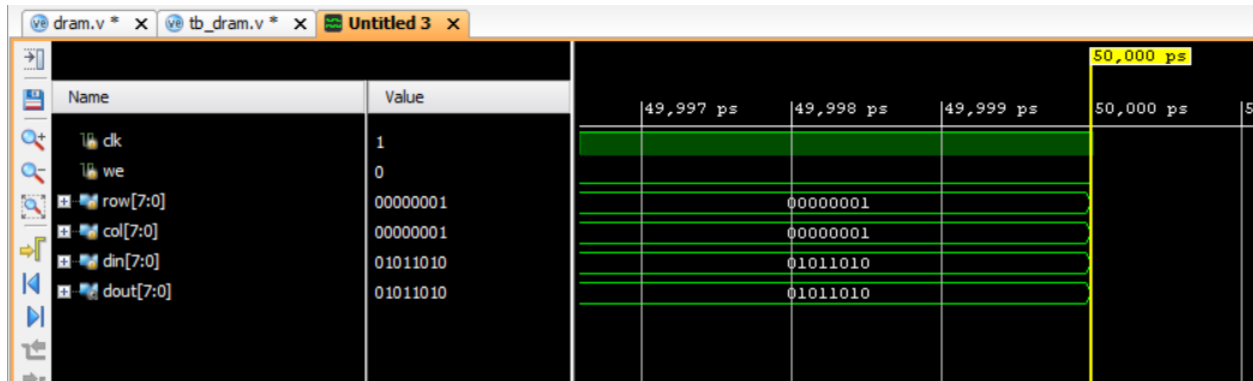 dram.v * x tb_dram.v * x Untitled 3 x
50,000 ps
Name Value 49,997 ps 49,998 ps 49,999 ps 50,000 ps 5
clk 1
we 0
row[7:0] 00000001 00000001
col[7:0] 00000001 00000001
din[7:0] 01011010 01011010
dout[7:0] 01011010 01011010